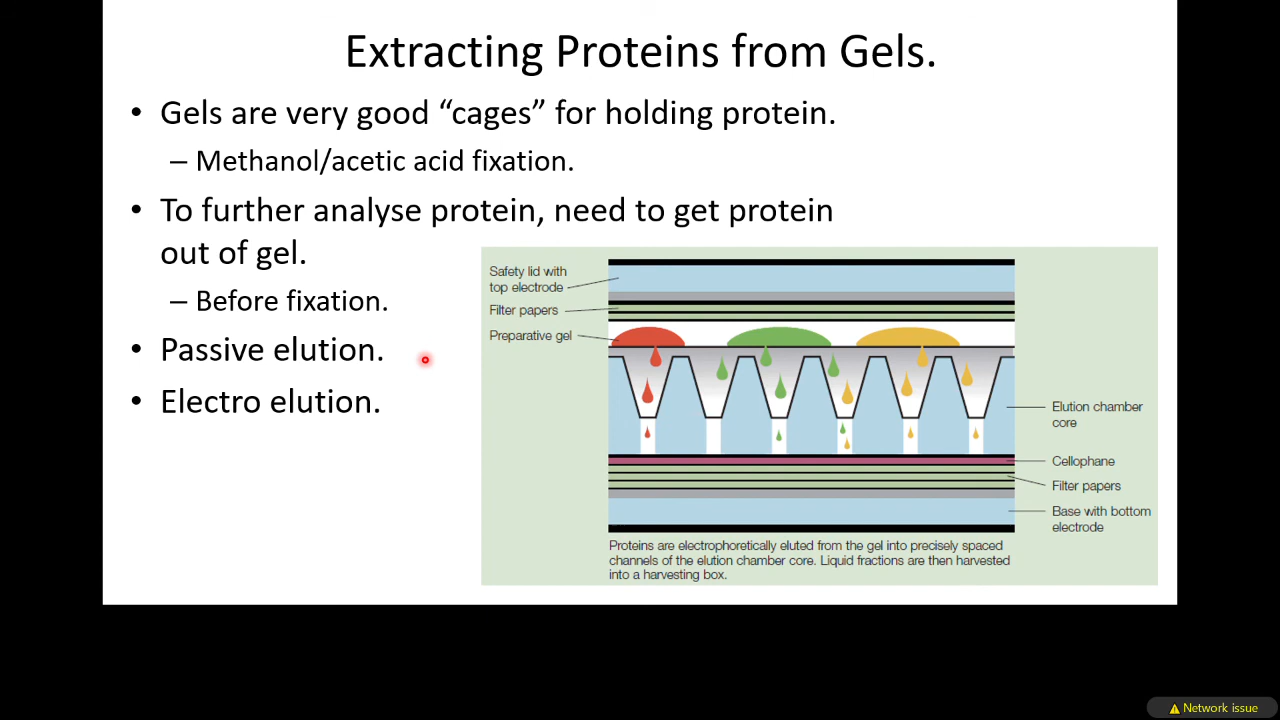 Extracting Proteins from Gels.
• Gels are very good “cages” for holding protein.
– Methanol/acetic acid fixation.
• To further analyse protein, need to get protein
out of gel.
– Before fixation.
• Passive elution.
• Electro elution.
Safety lid with
top electrode
Filter papers
Preparative gel
Elution chamber
core
Cellophane
Filter papers
Base with bottom
electrode
Proteins are electrophoretically eluted from the gel into precisely spaced
channels of the elution chamber core. Liquid fractions are then harvested
into a harvesting box.
Network issue